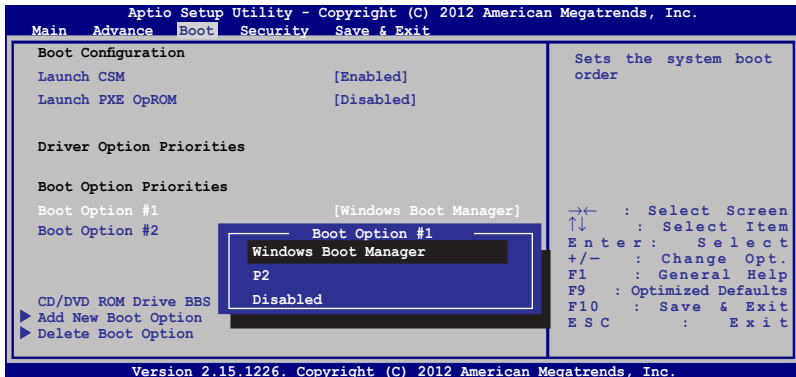 Aptio Setup Utility - Copyright (C) 2012 American Megatrends, Inc.
Main Advance Boot Security Save & Exit
Boot Configuration
Launch CSM [Enabled]
Launch PXE OpROM [Disabled]
Driver Option Priorities
Boot Option Priorities
Boot Option #1 [Windows Boot Manager]
Boot Option #2
CD/DVD ROM Drive BBS
Add New Boot Option
Delete Boot Option
Boot Option #1
Windows Boot Manager
P2
Disabled
Sets the system boot
order
→← : Select Screen
↑↓ : Select Item
Enter: Select
+/— : Change Opt.
F1 : General Help
F9 : Optimized Defaults
F10 : Save & Exit
ESC : Exit
Version 2.15.1226. Copyright (C) 2012 American Megatrends, Inc.